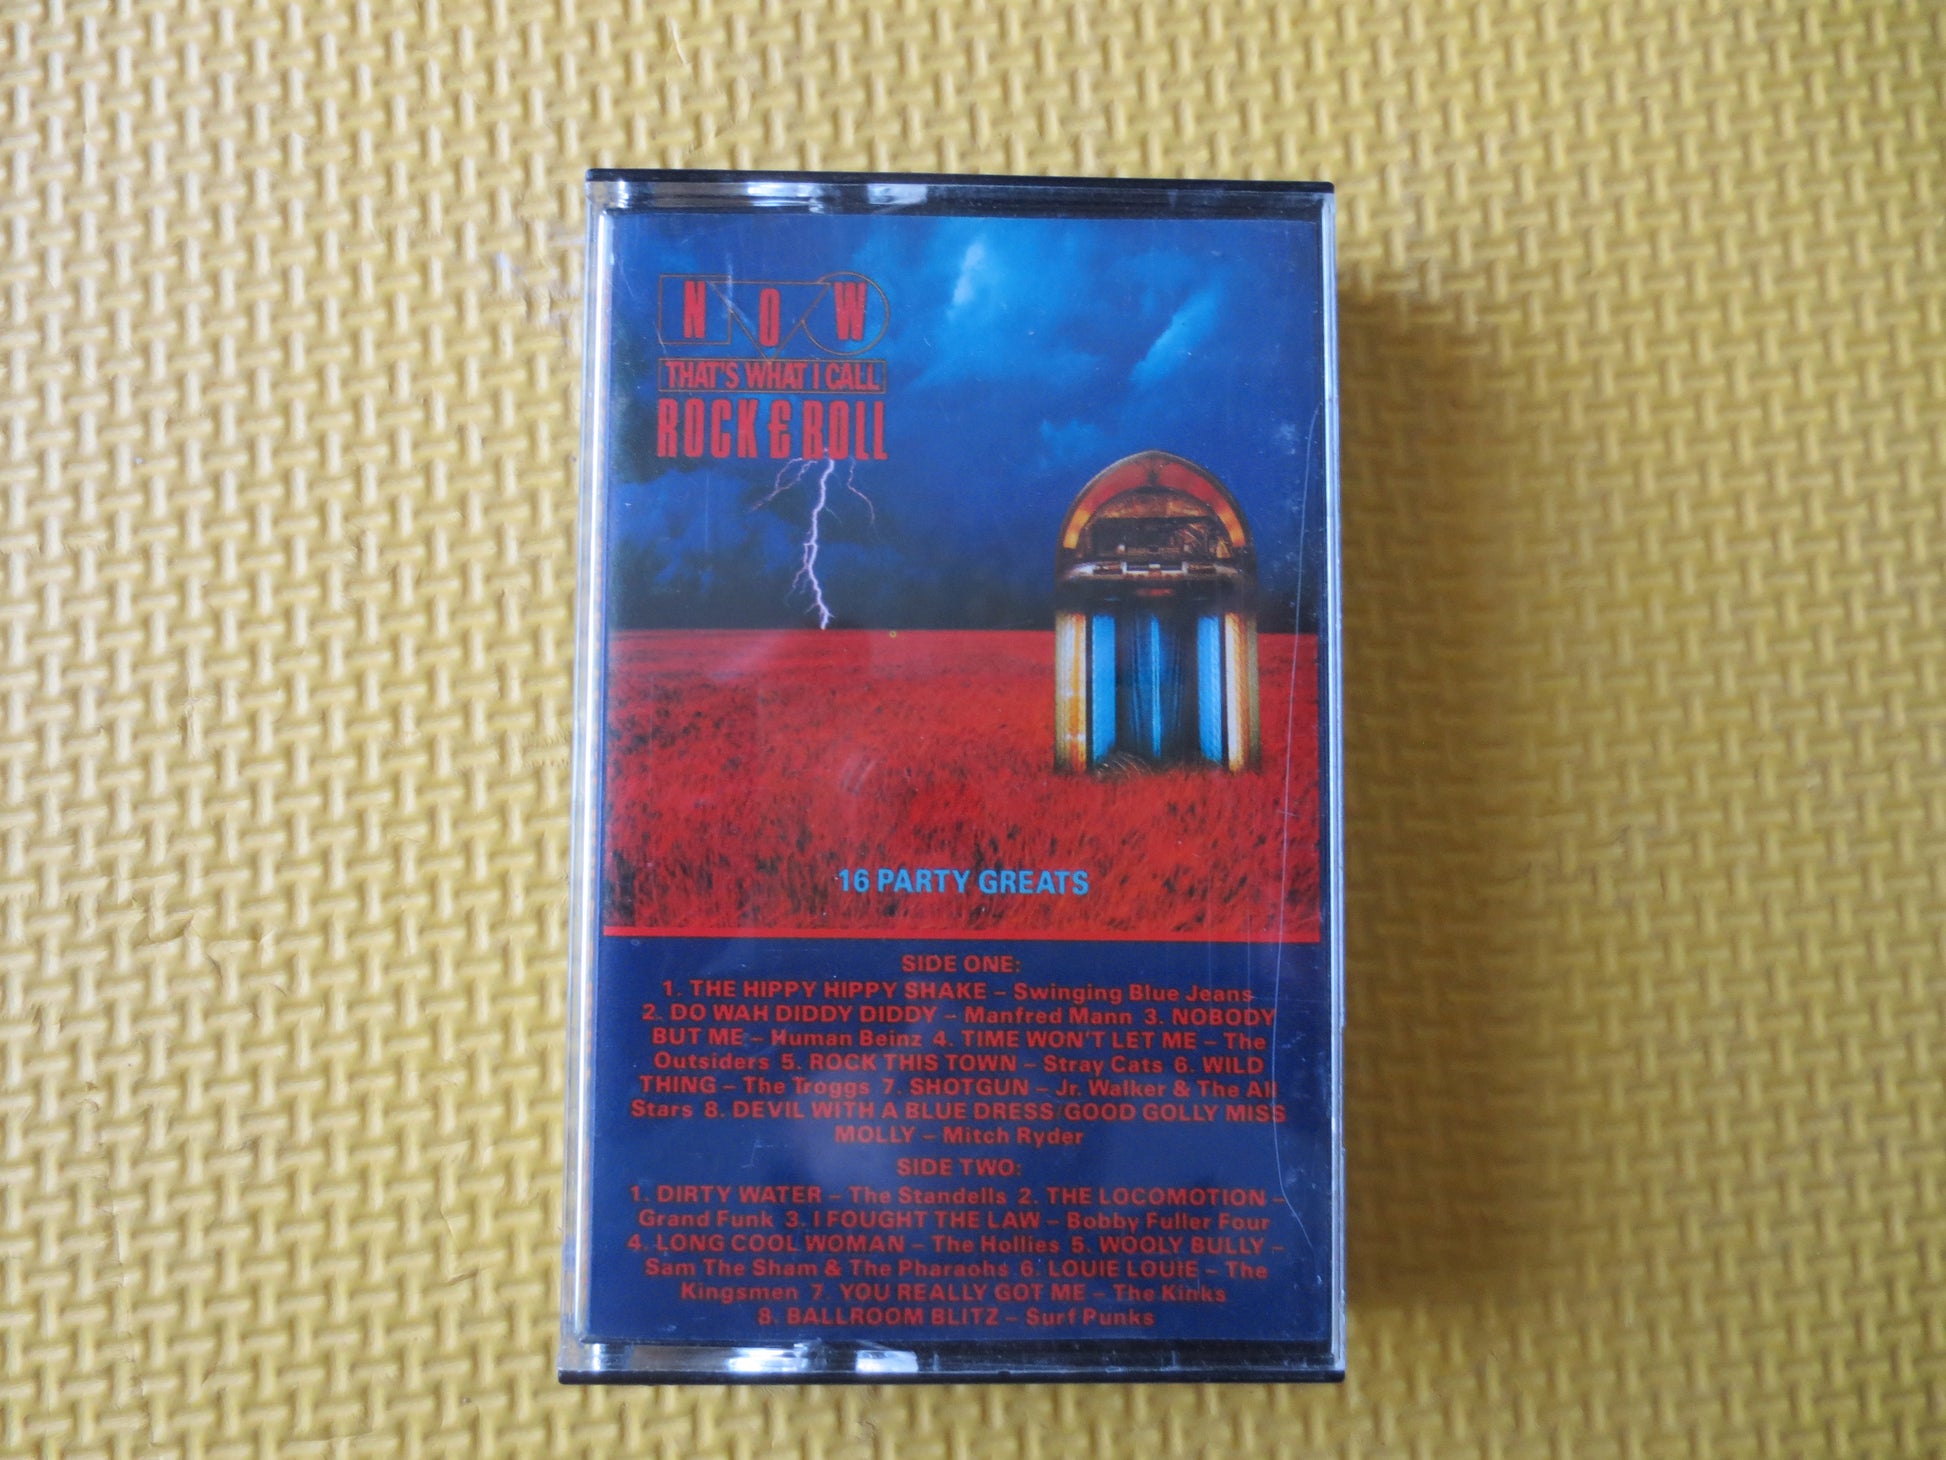 NOW
THAT'S WHAT I CALL
ROCK & ROLL
16 PARTY GREATS
SIDE ONE:
1. THE HIPPY HIPPY SHAKE – Swinging Blue Jeans
2. DO WAH DIDDY DIDDY – Manfred Mann 3. NOBODY
BUT ME – Human Beinz 4. TIME WON'T LET ME – The
Outsiders 5. ROCK THIS TOWN – Stray Cats 6. WILD
THING – The Troggs 7. SHOTGUN – Jr. Walker & The All
Stars 8. DEVIL WITH A BLUE DRESS/GOOD GOLLY MISS
MOLLY – Mitch Ryder
SIDE TWO:
1. DIRTY WATER – The Standells 2. THE LOCOMOTION –
Grand Funk 3. I FOUGHT THE LAW – Bobby Fuller Four
4. LONG COOL WOMAN – The Hollies 5. WOOLY BULLY –
Sam The Sham & The Pharaohs 6. LOUIE LOUIE – The
Kingsmen 7. YOU REALLY GOT ME – The Kinks
8. BALLROOM BLITZ – Surf Punks